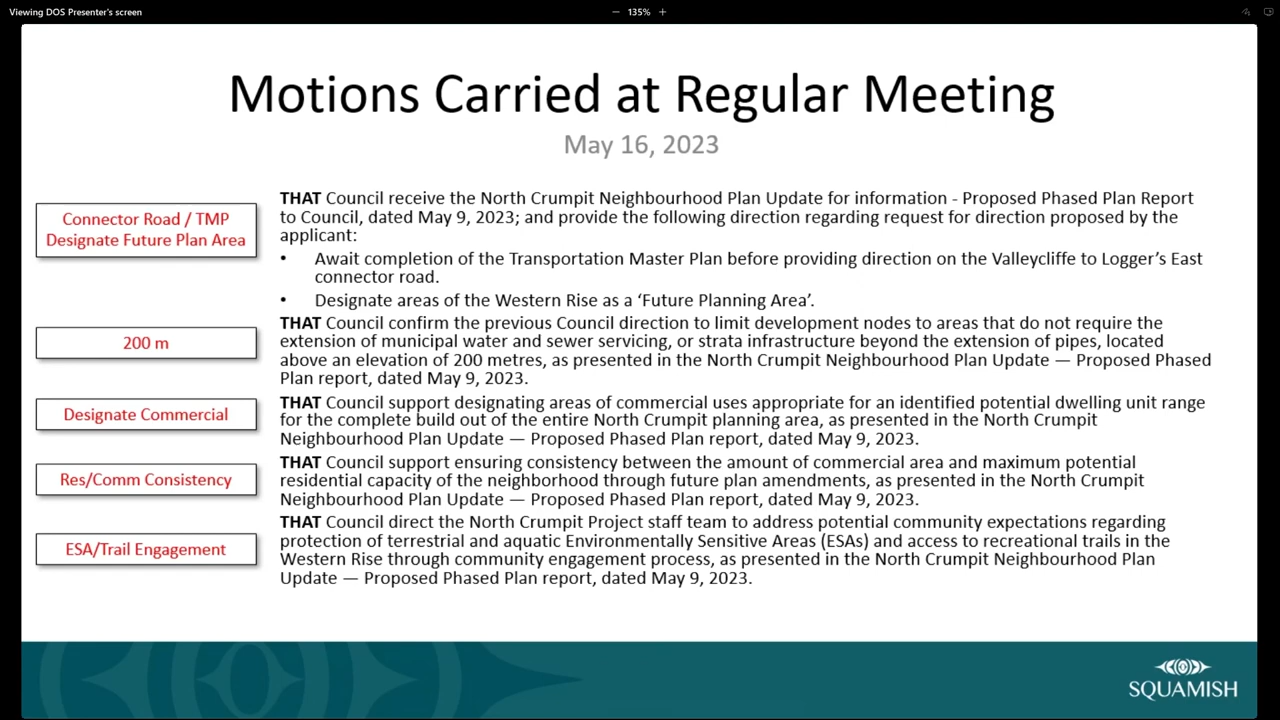 Viewing DOS Presenter's screen
− 135% +
Motions Carried at Regular Meeting
May 16, 2023
Connector Road / TMP
Designate Future Plan Area
THAT Council receive the North Crumpit Neighbourhood Plan Update for information - Proposed Phased Plan Report
to Council, dated May 9, 2023; and provide the following direction regarding request for direction proposed by the
applicant:
• Await completion of the Transportation Master Plan before providing direction on the Valleycliffe to Logger’s East
connector road.
• Designate areas of the Western Rise as a ‘Future Planning Area’.
200 m
THAT Council confirm the previous Council direction to limit development nodes to areas that do not require the
extension of municipal water and sewer servicing, or strata infrastructure beyond the extension of pipes, located
above an elevation of 200 metres, as presented in the North Crumpit Neighbourhood Plan Update — Proposed Phased
Plan report, dated May 9, 2023.
Designate Commercial
THAT Council support designating areas of commercial uses appropriate for an identified potential dwelling unit range
for the complete build out of the entire North Crumpit planning area, as presented in the North Crumpit
Neighbourhood Plan Update — Proposed Phased Plan report, dated May 9, 2023.
Res/Comm Consistency
THAT Council support ensuring consistency between the amount of commercial area and maximum potential
residential capacity of the neighborhood through future plan amendments, as presented in the North Crumpit
Neighbourhood Plan Update — Proposed Phased Plan report, dated May 9, 2023.
ESA/Trail Engagement
THAT Council direct the North Crumpit Project staff team to address potential community expectations regarding
protection of terrestrial and aquatic Environmentally Sensitive Areas (ESAs) and access to recreational trails in the
Western Rise through community engagement process, as presented in the North Crumpit Neighbourhood Plan
Update — Proposed Phased Plan report, dated May 9, 2023.
SQUAMISH